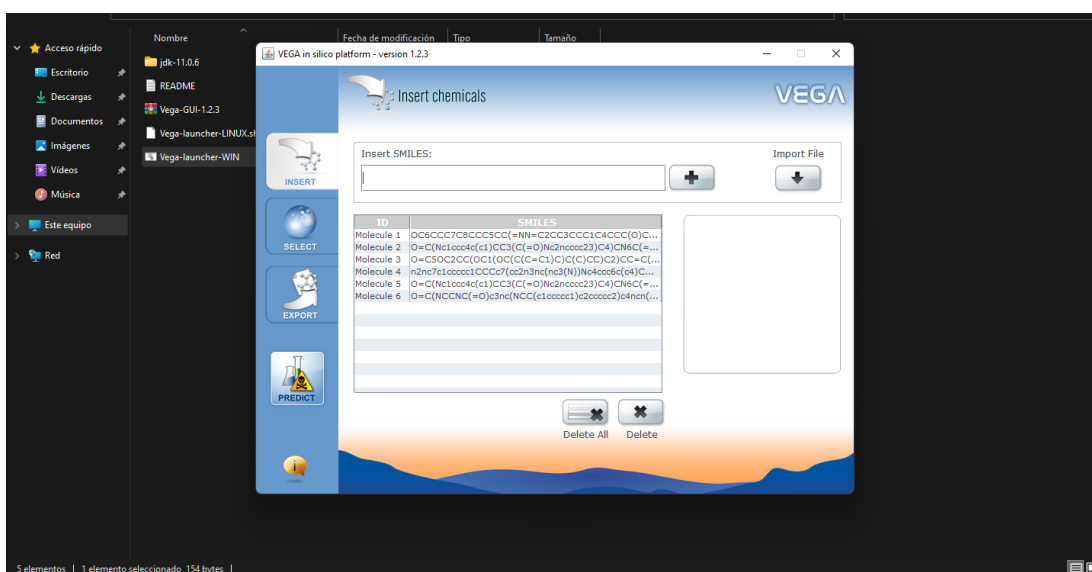 Nombre
Fecha de modificación
Tipo
Tamaño
Acceso rápido
Escritorio
Descargas
Documentos
Imágenes
Vídeos
Música
Este equipo
Red
jdk-11.0.6
README
Vega-GUI-1.2.3
Vega-launcher-LINUX.sh
Vega-launcher-WIN
VEGA in silico platform - version 1.2.3
Insert chemicals
VEGA
INSERT
SELECT
EXPORT
PREDICT
i
Insert SMILES:
Import File
ID SMILES
Molecule 1 OC6CCC7C8CCC5CC(=NN=C2CC3CCC1C4CCC(O)C...
Molecule 2 O=C(Nc1ccc4c(c1)CC3(C(=O)Nc2ncccc23)C4)CN6C(=...
Molecule 3 O=C5OC2CC(OC1(OC(C(C=C1)C)C(C)CC)C2)CC=C(...
Molecule 4 n2nc7c1ccccc1CCCc7(cc2n3nc(nc3(N))Nc4ccc6c(c4)C...
Molecule 5 O=C(Nc1ccc4c(c1)CC3(C(=O)Nc2ncccc23)C4)CN6C(=...
Molecule 6 O=C(NCCNC(=O)c3nc(NCC(c1ccccc1)c2ccccc2)c4ncn(...
Delete All
Delete
5 elementos
1 elemento seleccionado 154 bytes